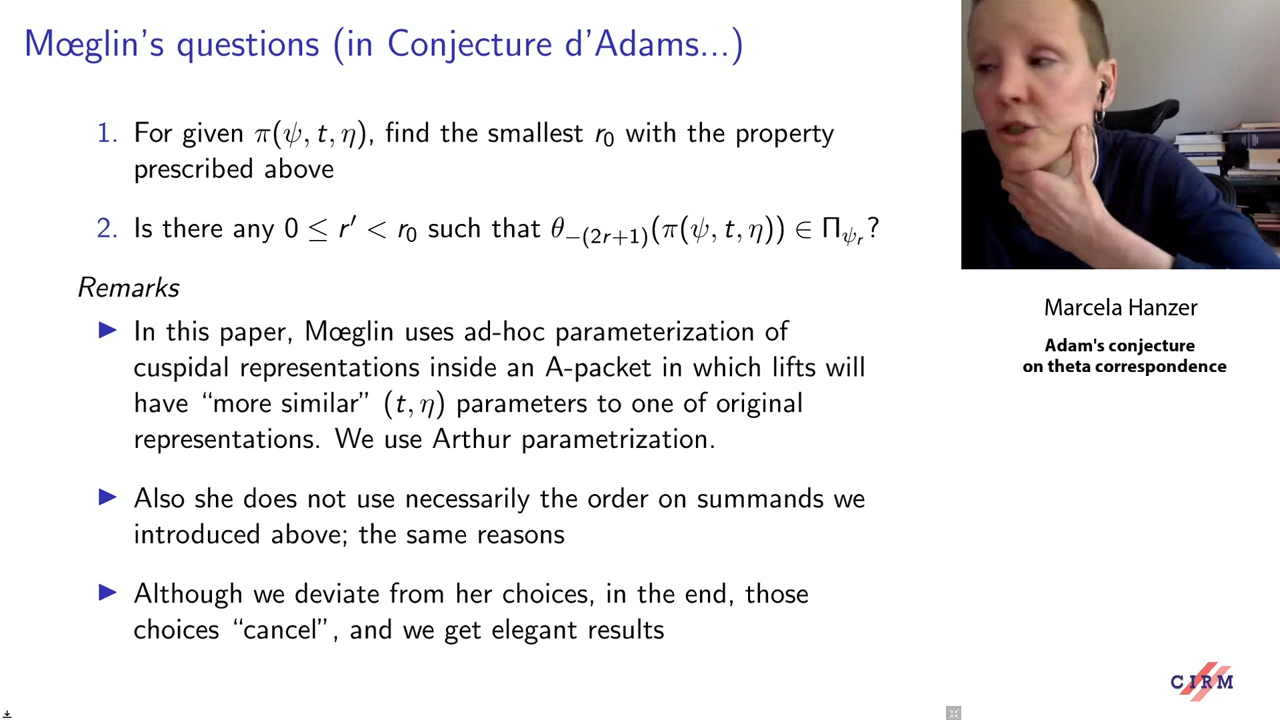 Mœglin's questions (in Conjecture d'Adams...)
1. For given π(ψ, t, η), find the smallest r₀ with the property
prescribed above
2. Is there any 0 ≤ r′ < r₀ such that θ₋₍₂ᵣ₊₁₎(π(ψ, t, η)) ∈ Π_{ψ_r}?
Remarks
▶ In this paper, Mœglin uses ad-hoc parameterization of
cuspidal representations inside an A-packet in which lifts will
have “more similar” (t, η) parameters to one of original
representations. We use Arthur parametrization.
▶ Also she does not use necessarily the order on summands we
introduced above; the same reasons
▶ Although we deviate from her choices, in the end, those
choices “cancel”, and we get elegant results
Marcela Hanzer
Adam's conjecture
on theta correspondence
CIRM